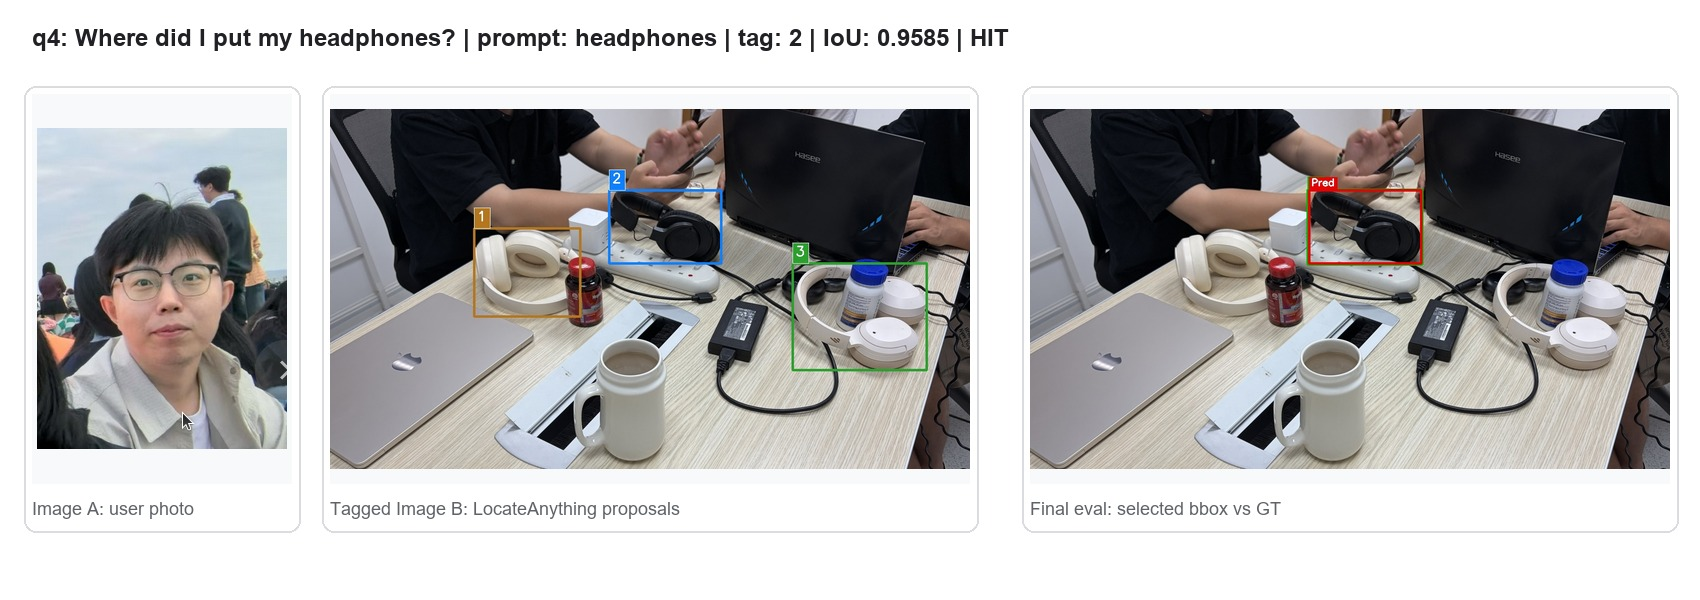 q4: Where did I put my headphones? | prompt: headphones | tag: 2 | IoU: 0.9585 | HIT
Image A: user photo
1
2
3
HASEE
Tagged Image B: LocateAnything proposals
Pred
HASEE
Final eval: selected bbox vs GT